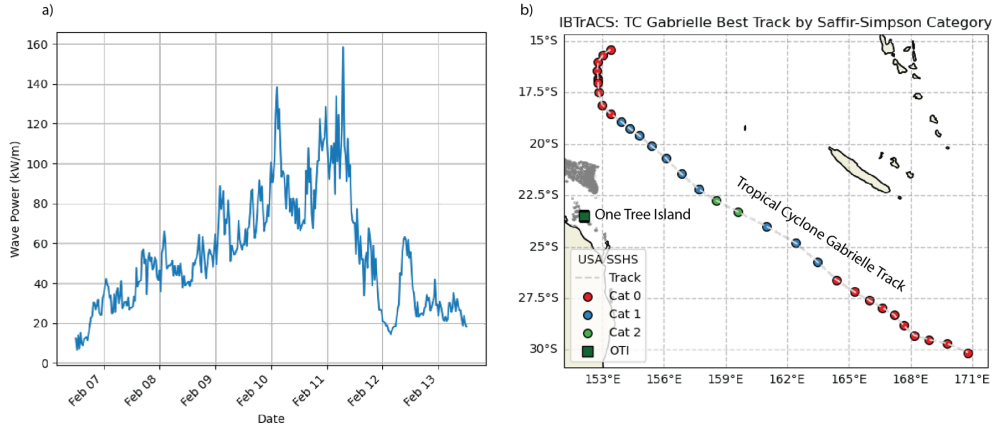 a)
160
140
120
100
80
60
40
20
0
Wave Power (kW/m)
Feb 07
Feb 08
Feb 09
Feb 10
Feb 11
Feb 12
Feb 13
Date
b)
IBTrACS: TC Gabrielle Best Track by Saffir-Simpson Category
15°S
17.5°S
20°S
22.5°S
25°S
27.5°S
30°S
One Tree Island
Tropical Cyclone Gabrielle Track
USA SSHS
Track
Cat 0
Cat 1
Cat 2
OTI
153°E
156°E
159°E
162°E
165°E
168°E
171°E